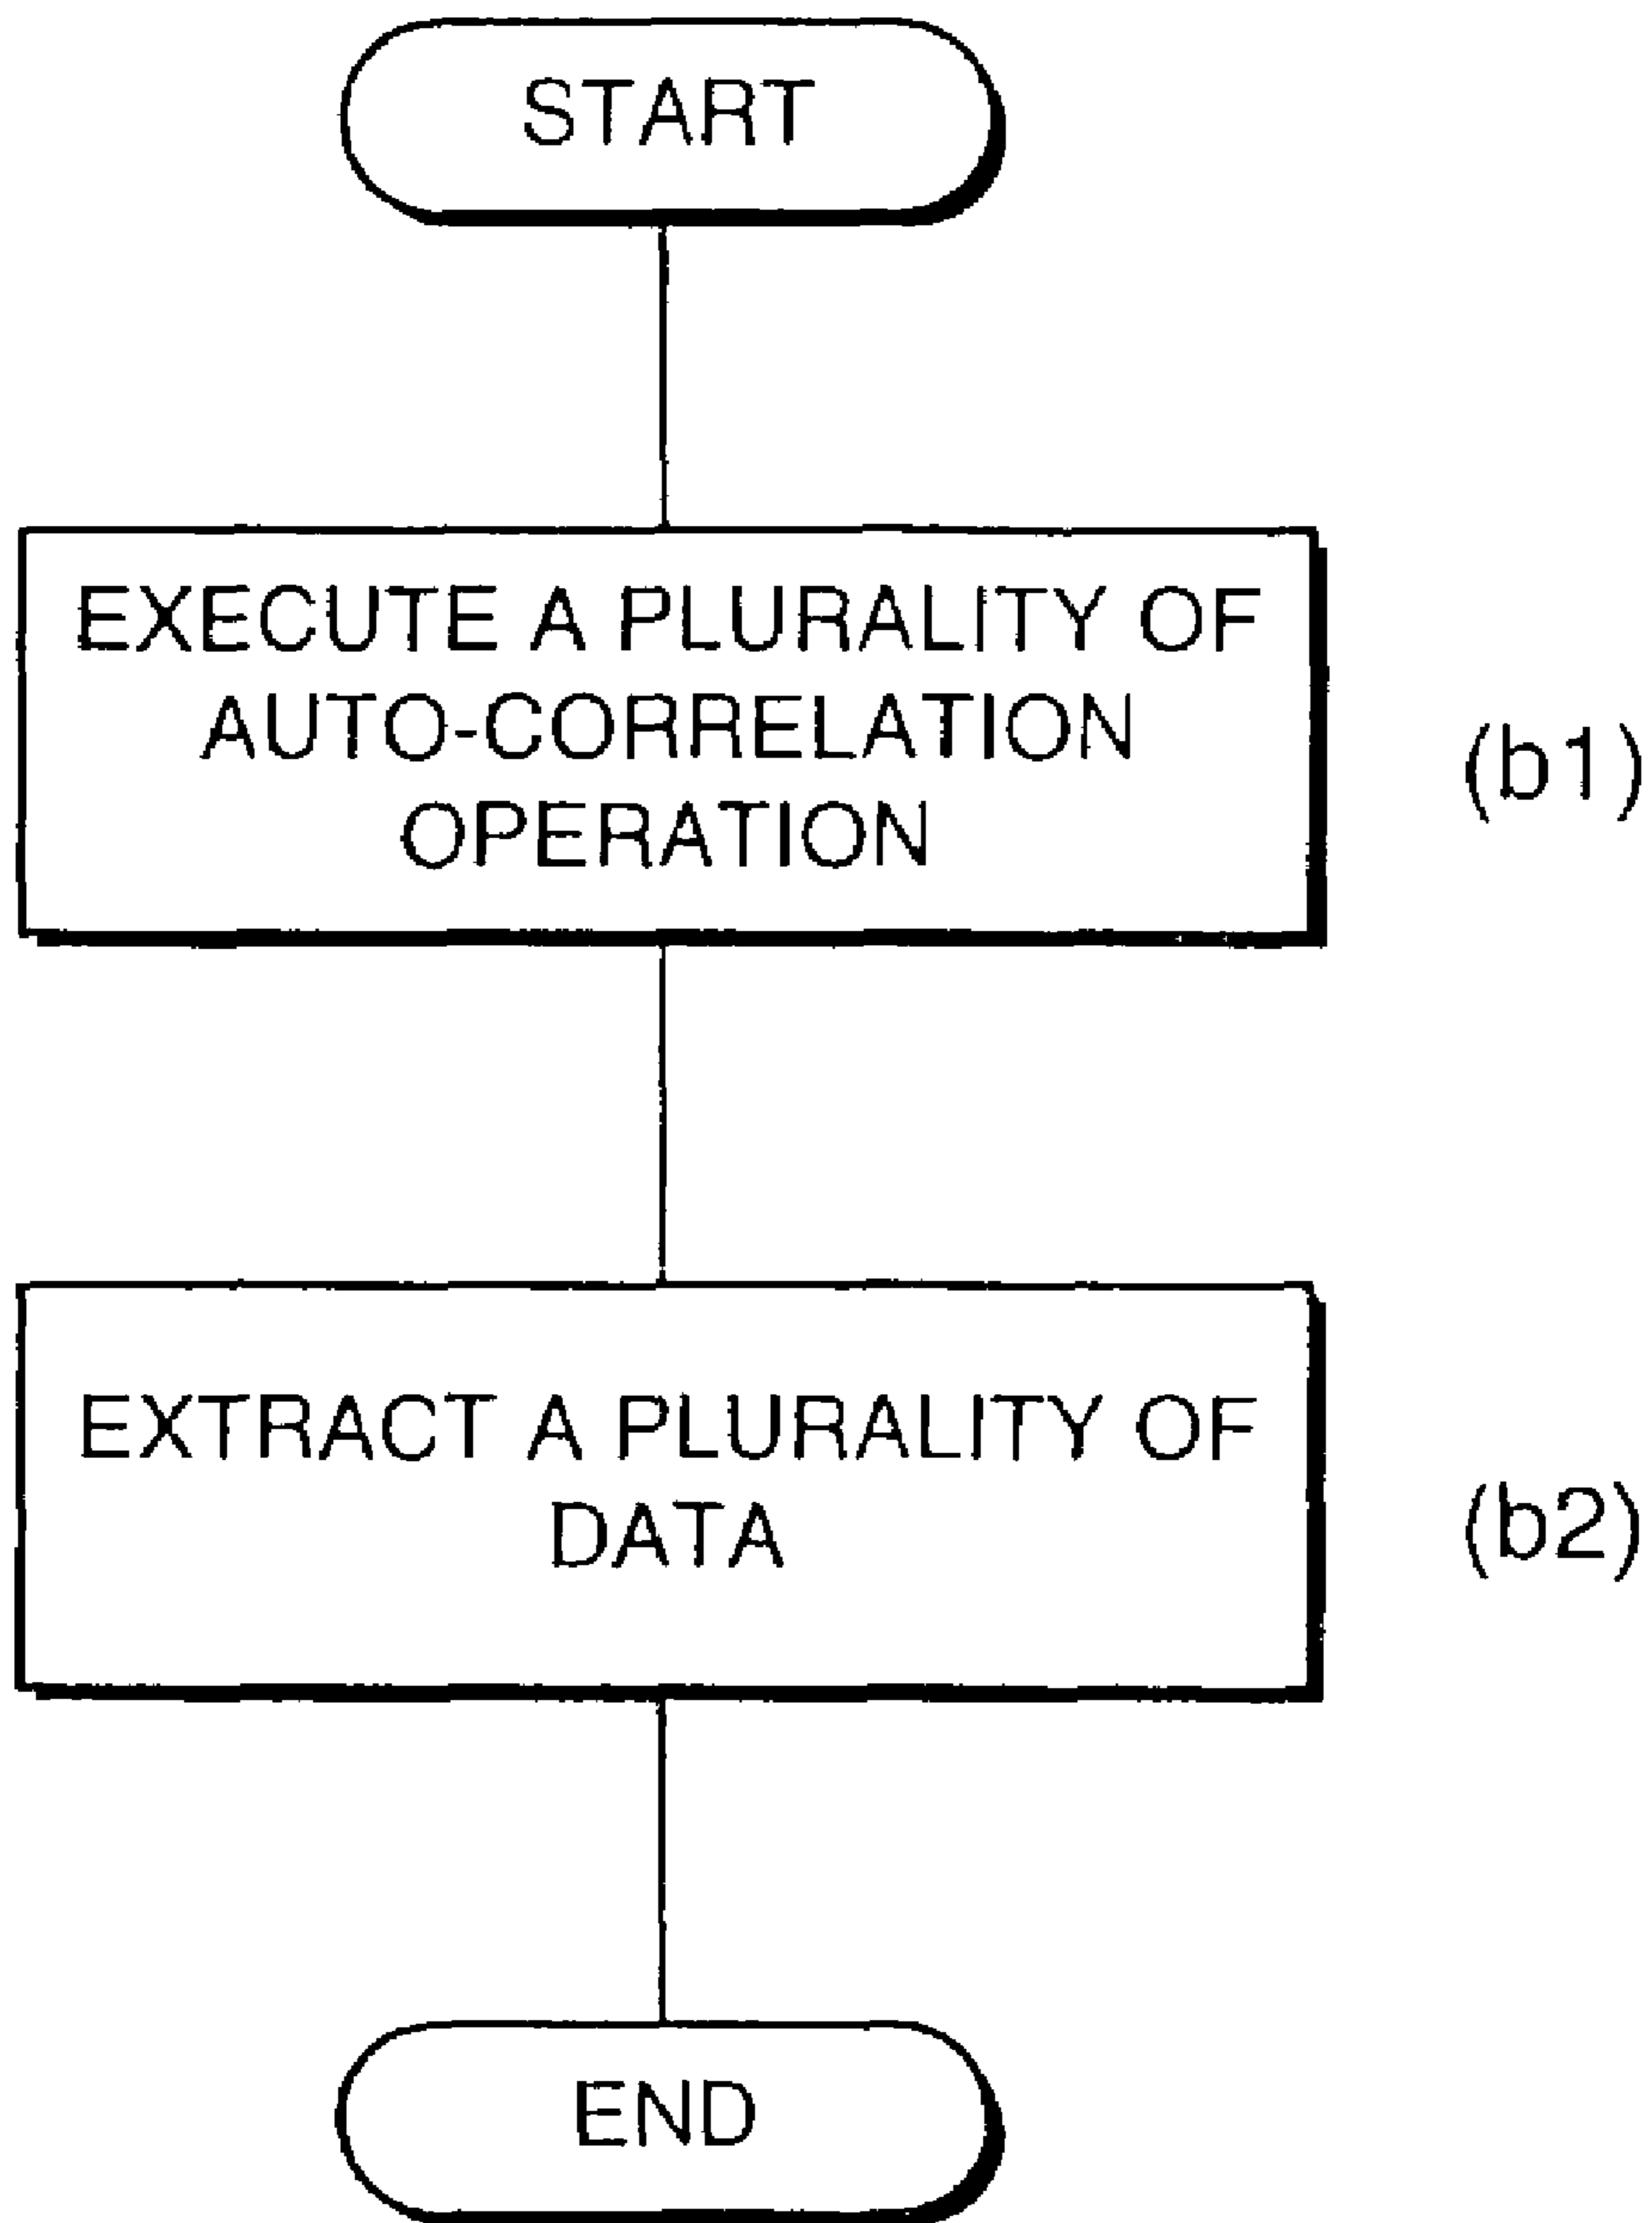 START
EXECUTE A PLURALITY OF
AUTO-CORRELATION
OPERATION
(b1)
EXTRACT A PLURALITY OF
DATA
(b2)
END